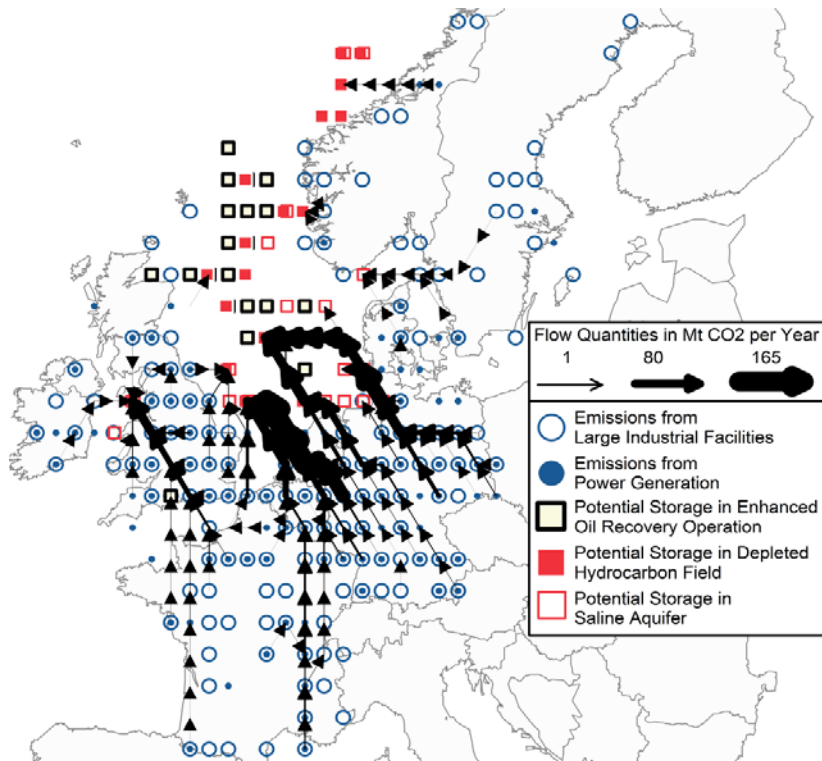 Flow Quantities in Mt CO2 per Year
1 80 165
Emissions from
Large Industrial Facilities
Emissions from
Power Generation
Potential Storage in Enhanced
Oil Recovery Operation
Potential Storage in Depleted
Hydrocarbon Field
Potential Storage in
Saline Aquifer